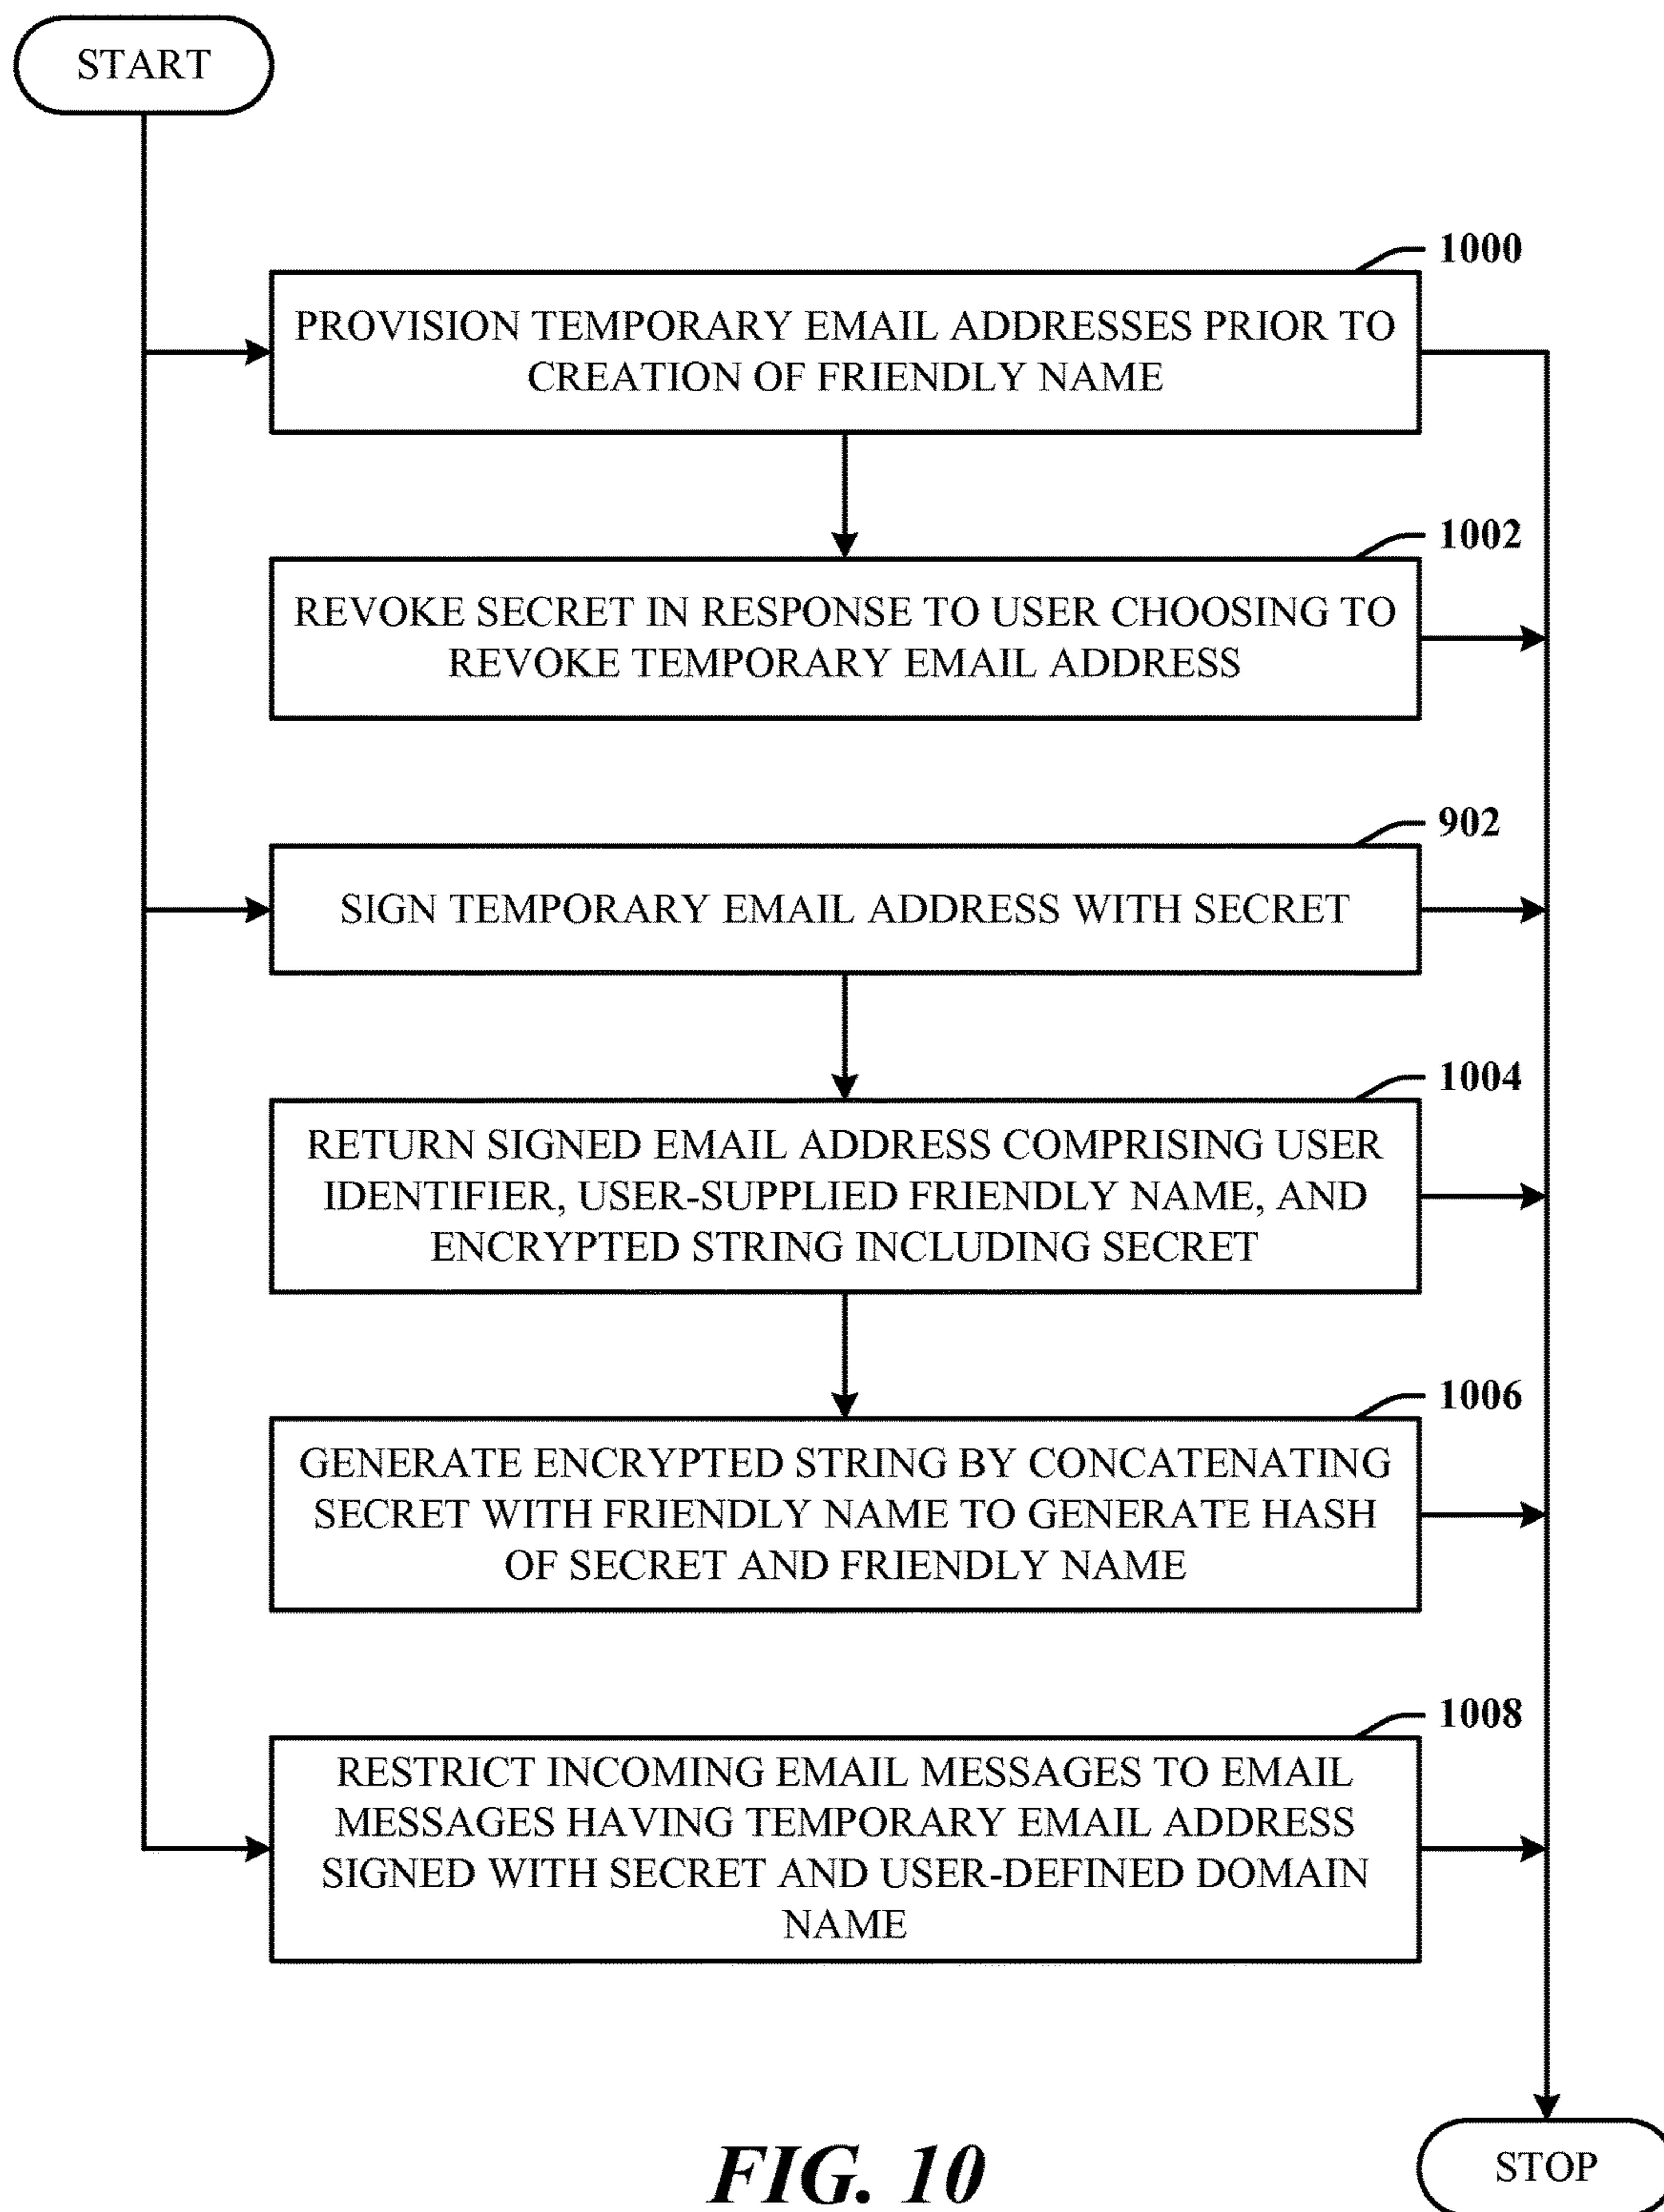 START
1000
PROVISION TEMPORARY EMAIL ADDRESSES PRIOR TO
CREATION OF FRIENDLY NAME
1002
REVOKE SECRET IN RESPONSE TO USER CHOOSING TO
REVOKE TEMPORARY EMAIL ADDRESS
902
SIGN TEMPORARY EMAIL ADDRESS WITH SECRET
1004
RETURN SIGNED EMAIL ADDRESS COMPRISING USER
IDENTIFIER, USER-SUPPLIED FRIENDLY NAME, AND
ENCRYPTED STRING INCLUDING SECRET
1006
GENERATE ENCRYPTED STRING BY CONCATENATING
SECRET WITH FRIENDLY NAME TO GENERATE HASH
OF SECRET AND FRIENDLY NAME
1008
RESTRICT INCOMING EMAIL MESSAGES TO EMAIL
MESSAGES HAVING TEMPORARY EMAIL ADDRESS
SIGNED WITH SECRET AND USER-DEFINED DOMAIN
NAME
STOP
FIG. 10